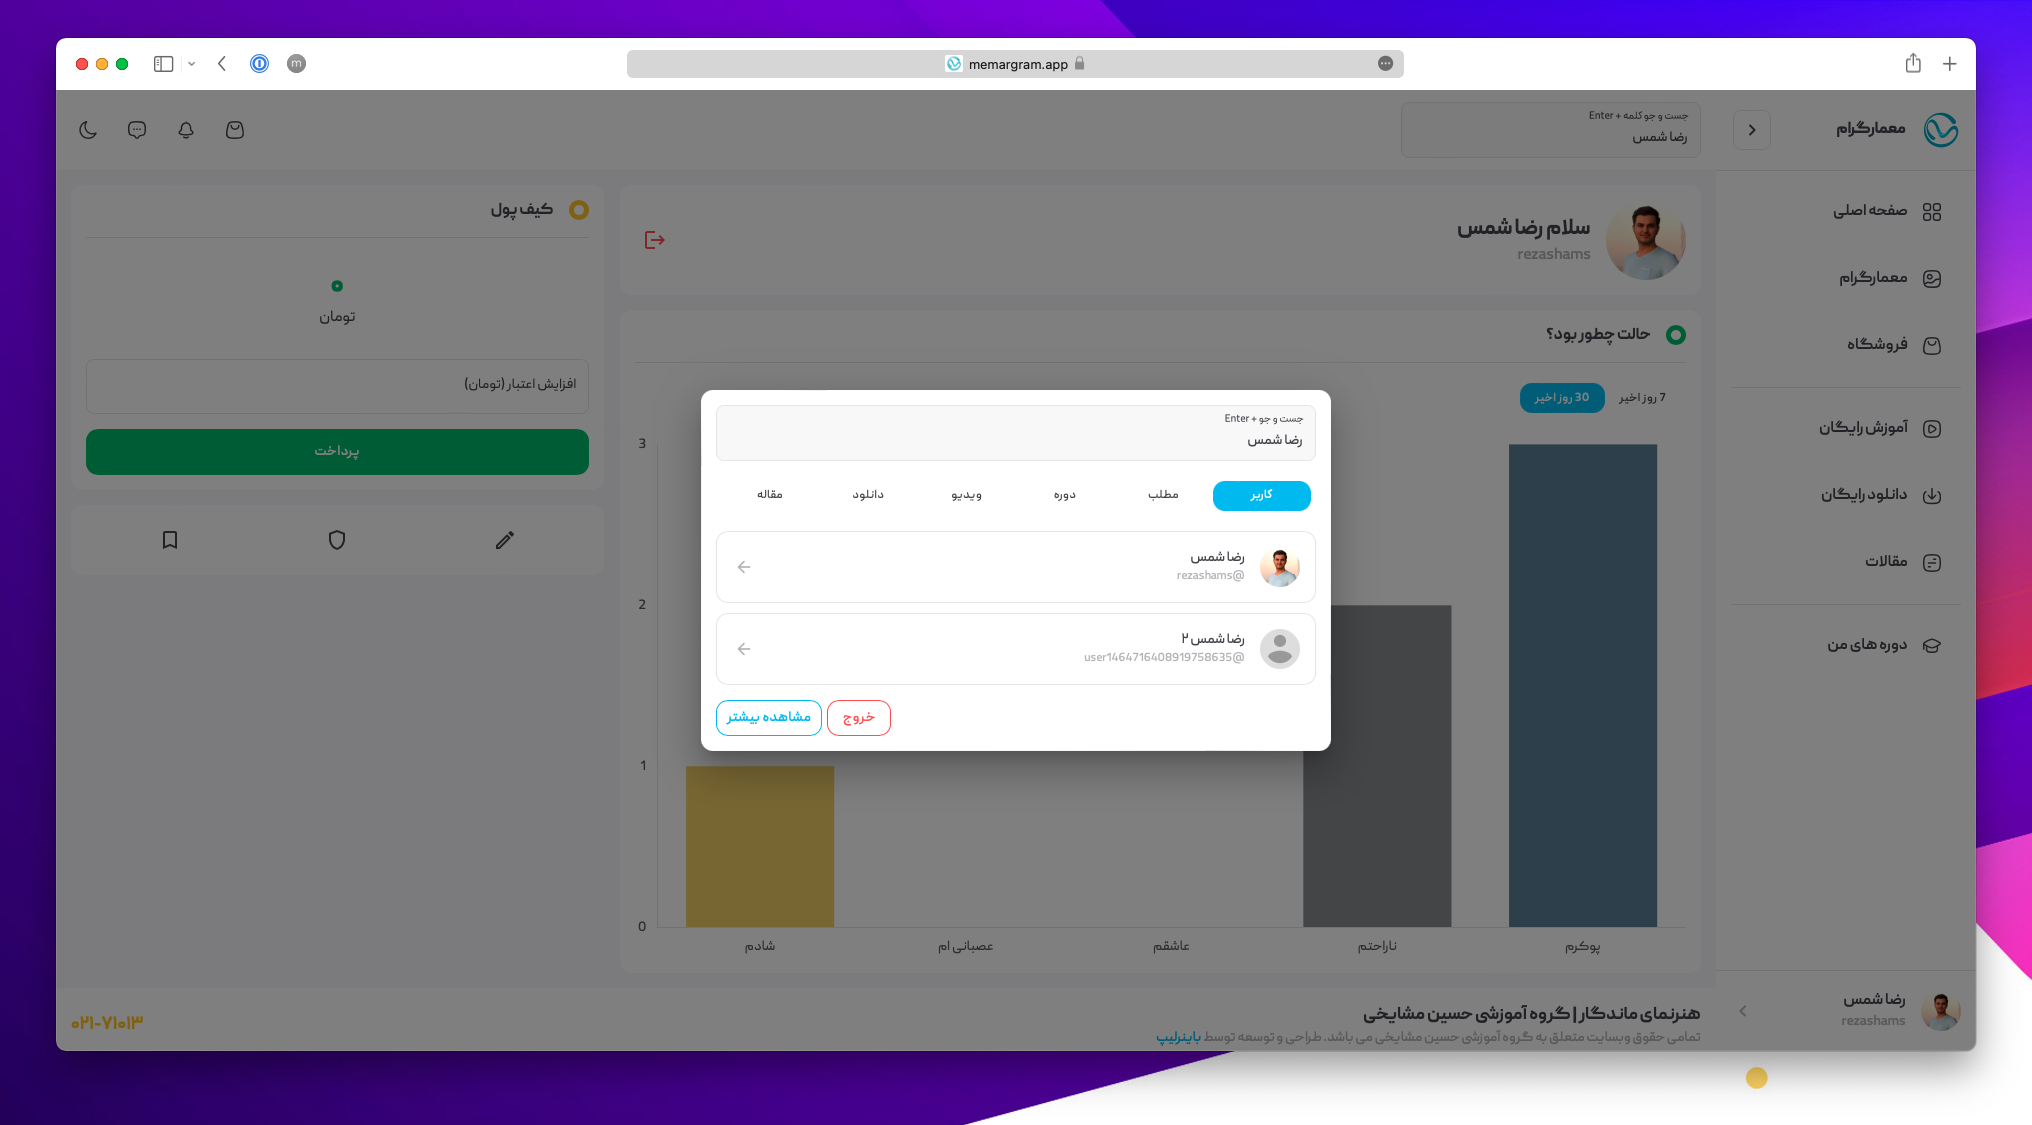 memargram.app
m
معمارگرام
جست و جو کلمه + Enter
رضا شمس
صفحه اصلی
معمارگرام
فروشگاه
آموزش رایگان
دانلود رایگان
مقالات
دوره های من
رضا شمس
rezashams
سلام رضا شمس
rezashams
حالت چطور بود؟
7 روز اخیر
30 روز اخیر
3
2
1
0
پوکرم
ناراحتم
عاشقم
عصبانی ام
شادم
کیف پول
۰
تومان
افزایش اعتبار (تومان)
پرداخت
جست و جو + Enter
رضا شمس
کاربر
مطلب
دوره
ویدیو
دانلود
مقاله
رضا شمس
@rezashams
رضا شمس ۲
@user1464716408919758635
خروج
مشاهده بیشتر
هنرنمای ماندگار | گروه آموزشی حسین مشایخی
تمامی حقوق وبسایت متعلق به گروه آموزشی حسین مشایخی می باشد. طراحی و توسعه توسط باینرلیپ
۰۲۱-۷۱۰۱۳